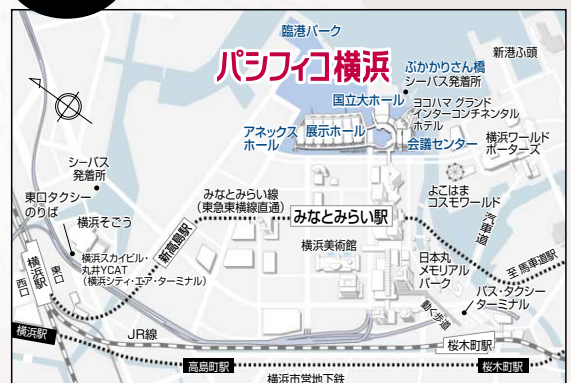 臨港パーク
パシフィコ横浜
ぷかりさん橋
シーバス発着所
新港ふ頭
国立大ホール
ヨコハマ グランド
インターコンチネンタル
ホテル
アネックス
ホール
展示ホール
会議センター
横浜ワールド
ポーターズ
シーバス
発着所
東口タクシー
のりば
横浜そごう
みなとみらい線
(東急東横線直通)
みなとみらい駅
よこはま
コスモワールド
汽車道
新高島駅
横浜美術館
至 馬車道駅
横浜スカイビル・
丸井YCAT
(横浜シティ・エア・ターミナル)
日本丸
メモリアル
パーク
バス・タクシー
ターミナル
動く歩道
横浜駅
西口
東口
横浜駅
JR線
桜木町駅
高島町駅
桜木町駅
横浜市営地下鉄